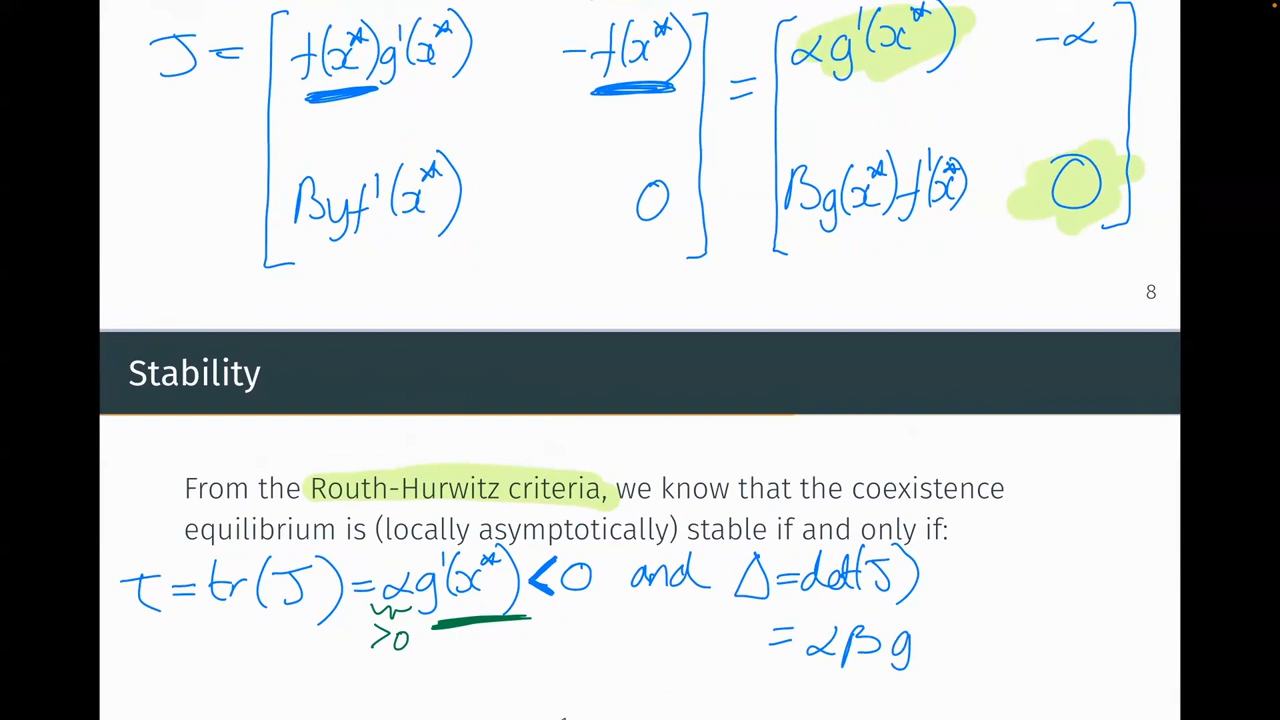 J = [ f(x*)g'(x*) -f(x*) ] = [ αg'(x*) -α ]
[ βyf'(x*) 0 ] [ βg(x*)f'(x*) 0 ]
8
Stability
From the Routh-Hurwitz criteria, we know that the coexistence
equilibrium is (locally asymptotically) stable if and only if:
τ = tr(J) = αg'(x*) < 0 and Δ = det(J)
>0
= αβg